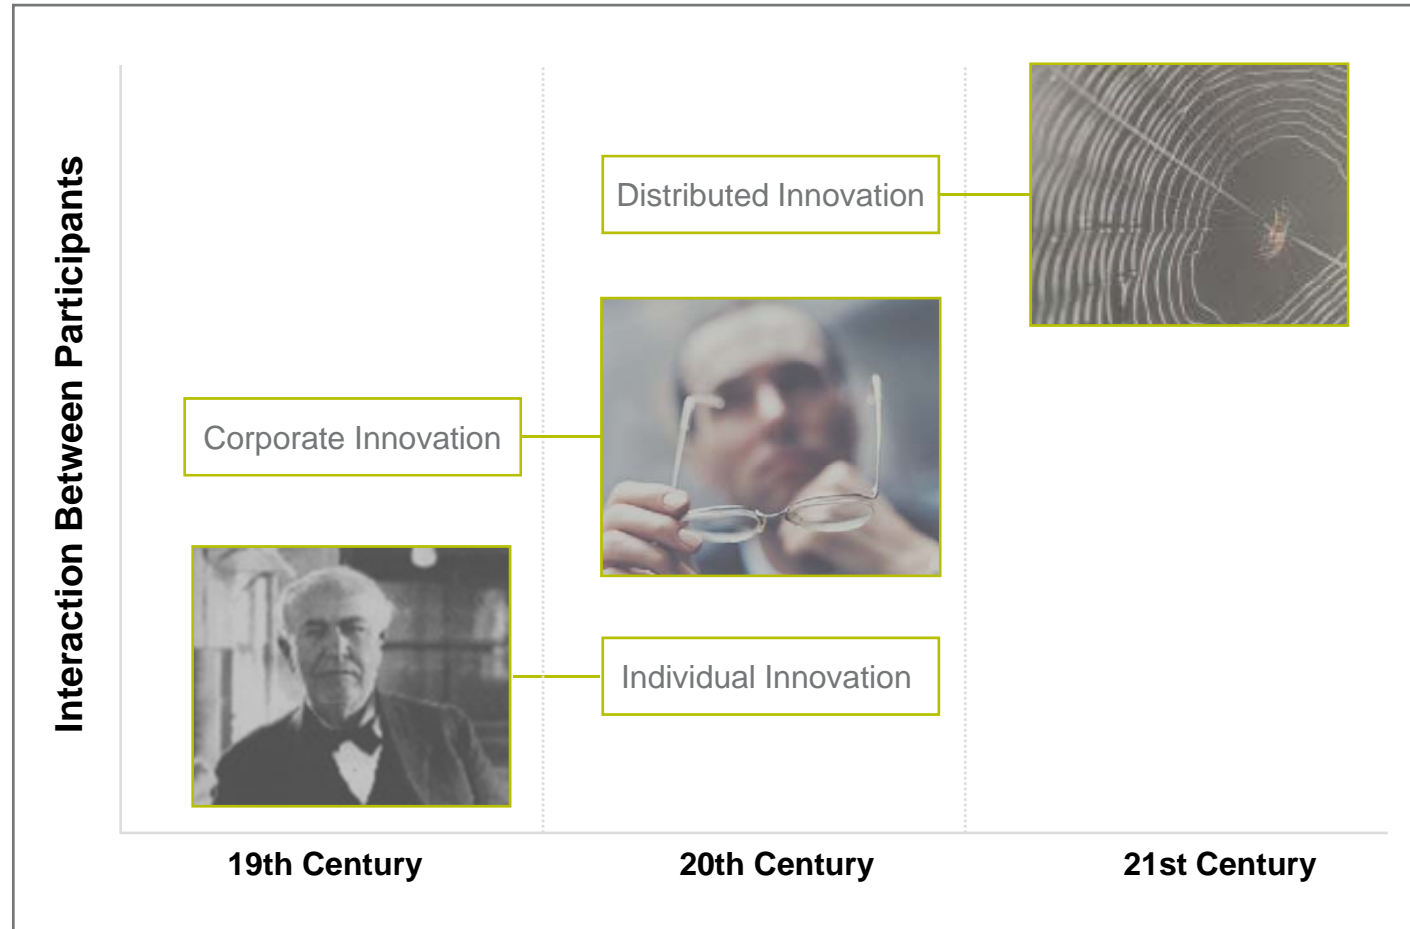 Interaction Between Participants
Distributed Innovation
Corporate Innovation
Individual Innovation
19th Century
20th Century
21st Century